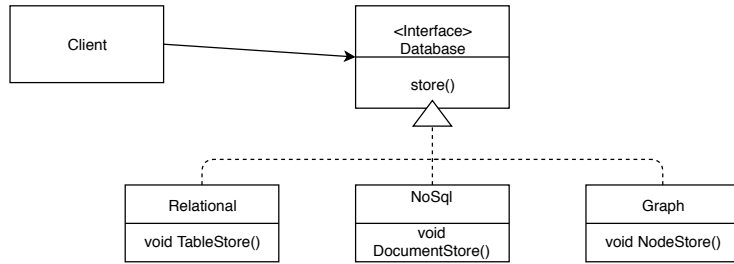 Client
<Interface>
Database
store()
Relational
void TableStore()
NoSql
void
DocumentStore()
Graph
void NodeStore()